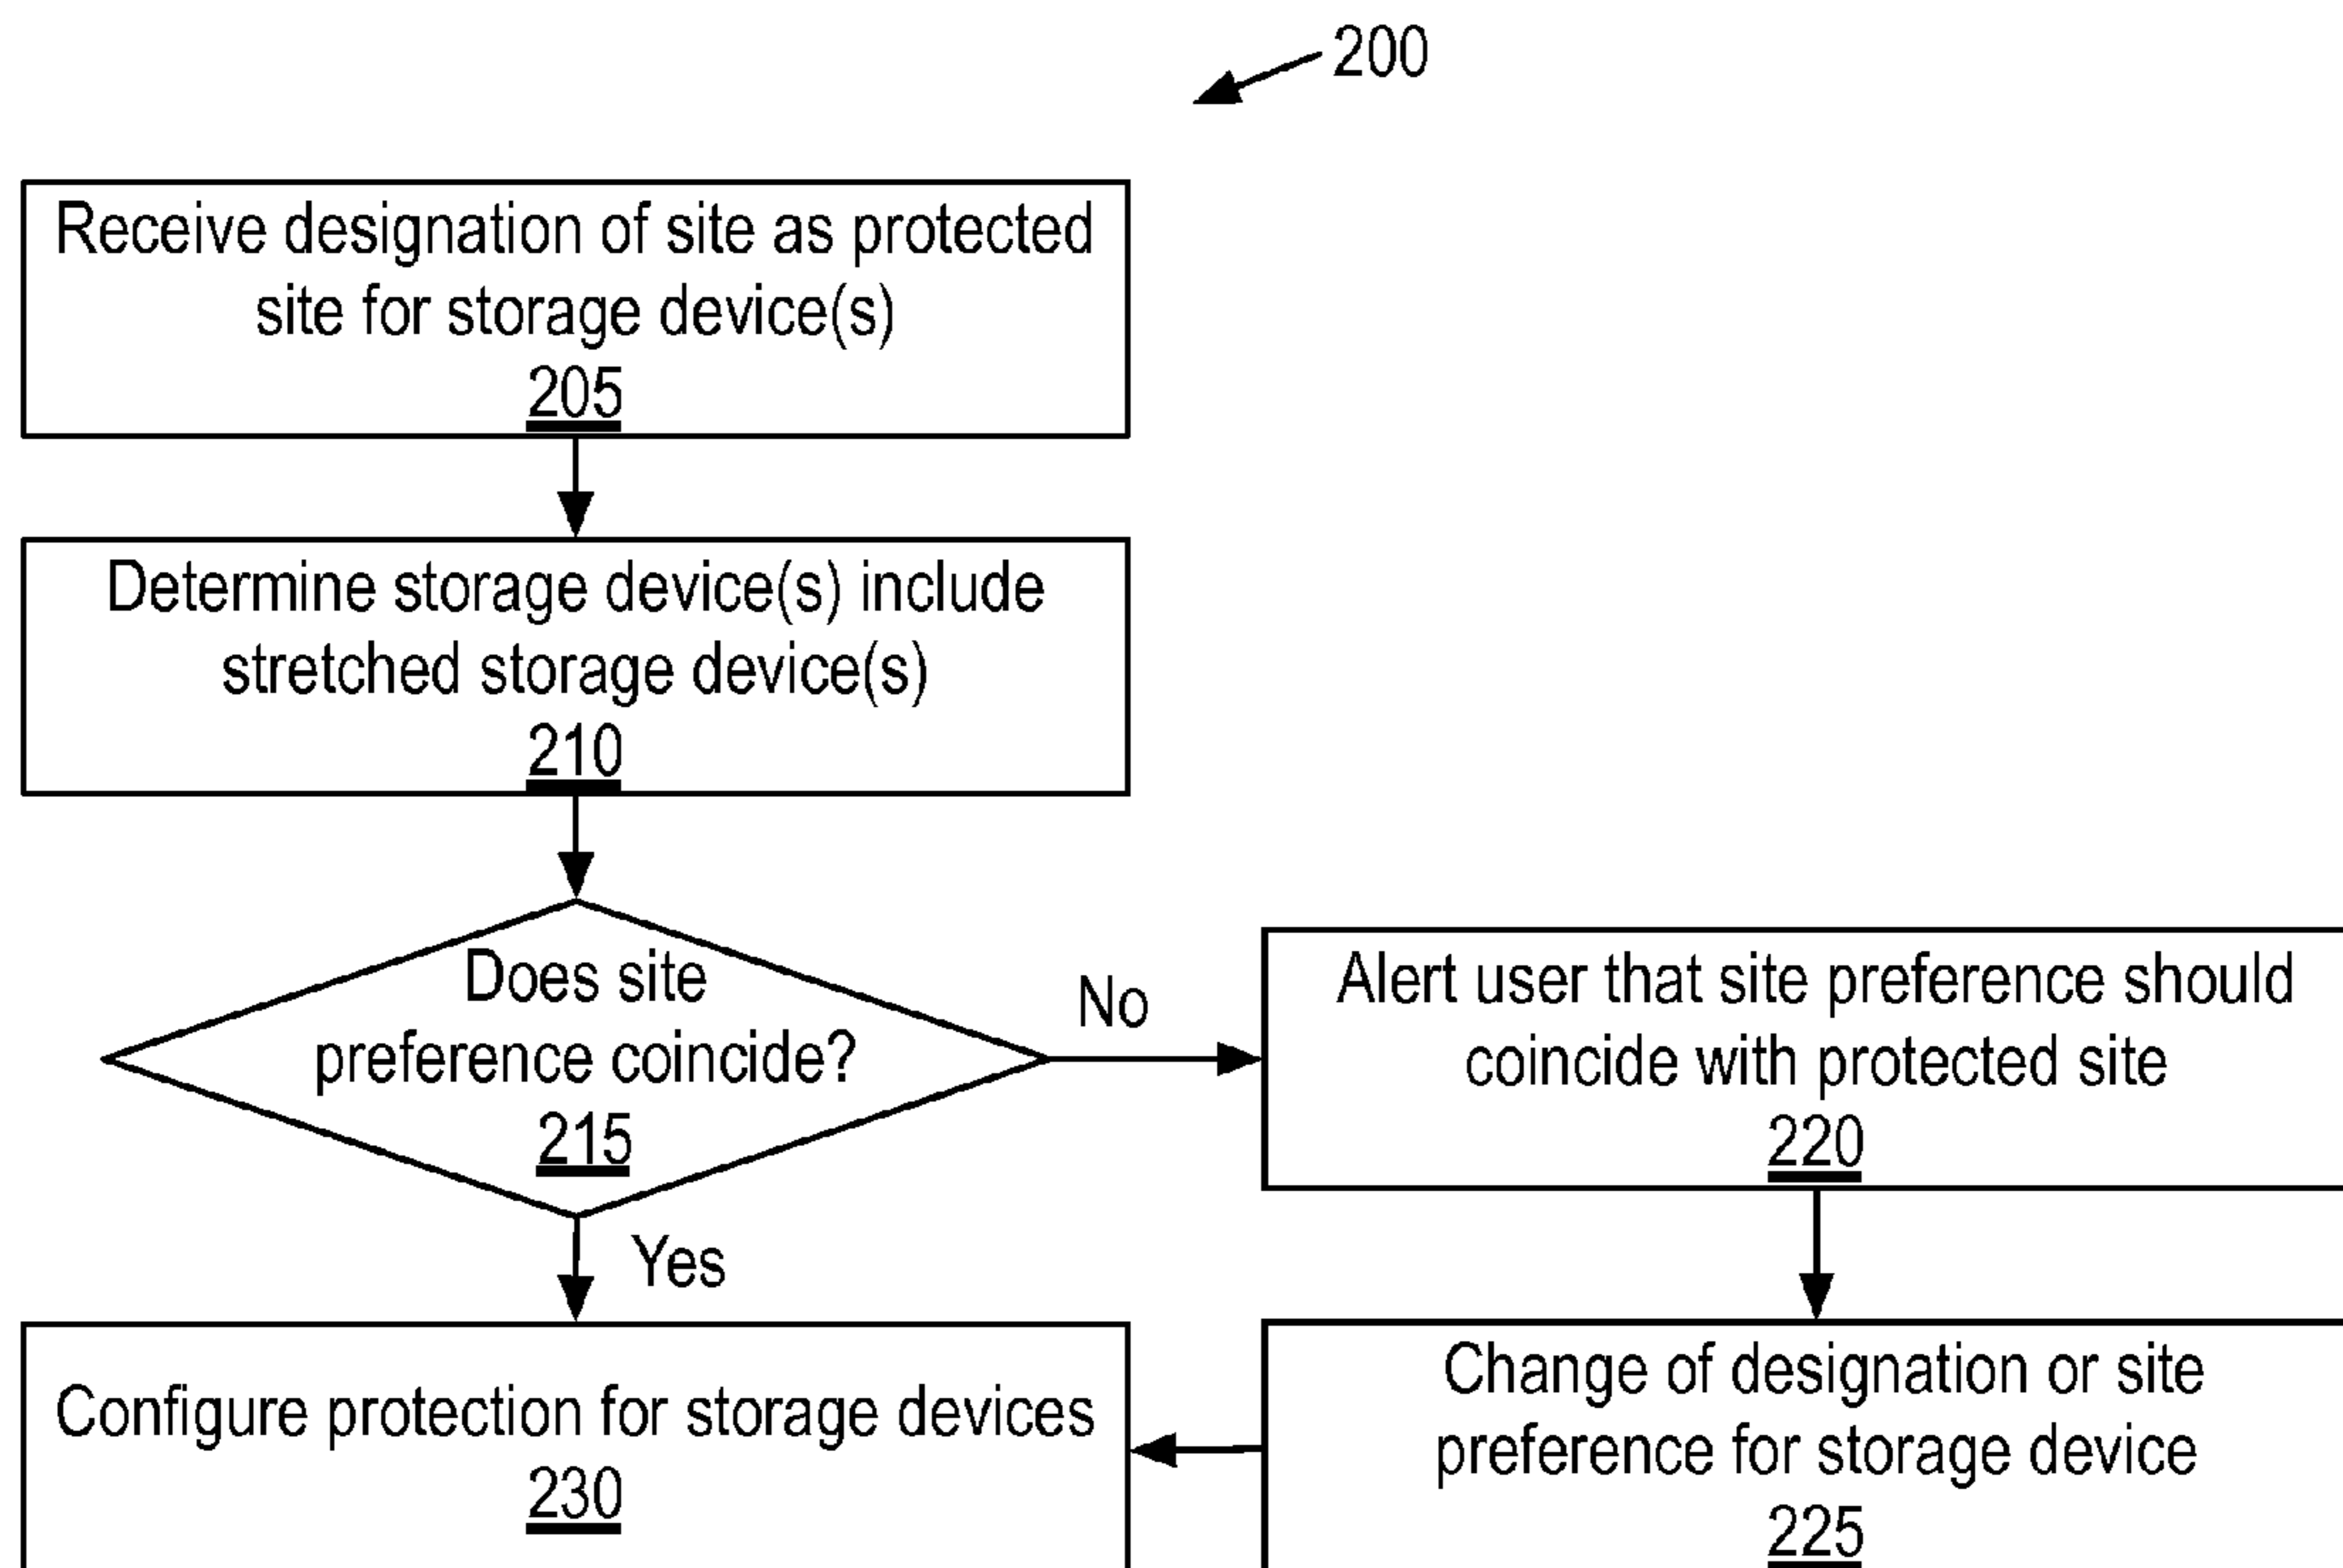 200
Receive designation of site as protected
site for storage device(s)
205
Determine storage device(s) include
stretched storage device(s)
210
Does site
preference coincide?
215
No
Alert user that site preference should
coincide with protected site
220
Yes
Configure protection for storage devices
230
Change of designation or site
preference for storage device
225